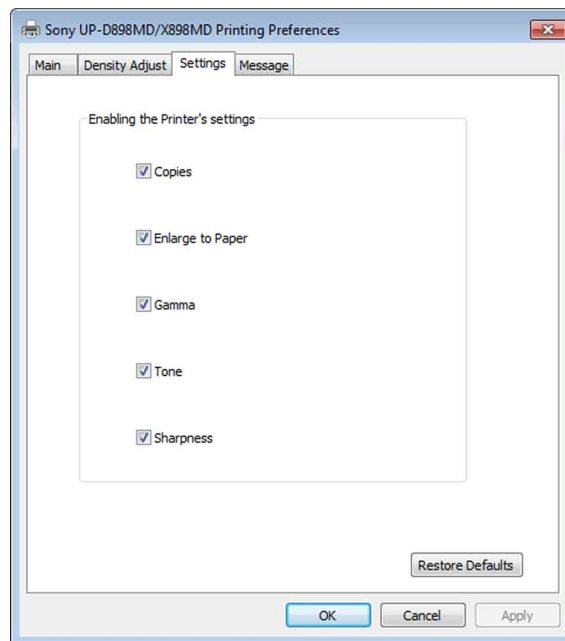 Sony UP-D898MD/X898MD Printing Preferences
Main Density Adjust Settings Message
Enabling the Printer's settings
Copies
Enlarge to Paper
Gamma
Tone
Sharpness
Restore Defaults
OK Cancel Apply